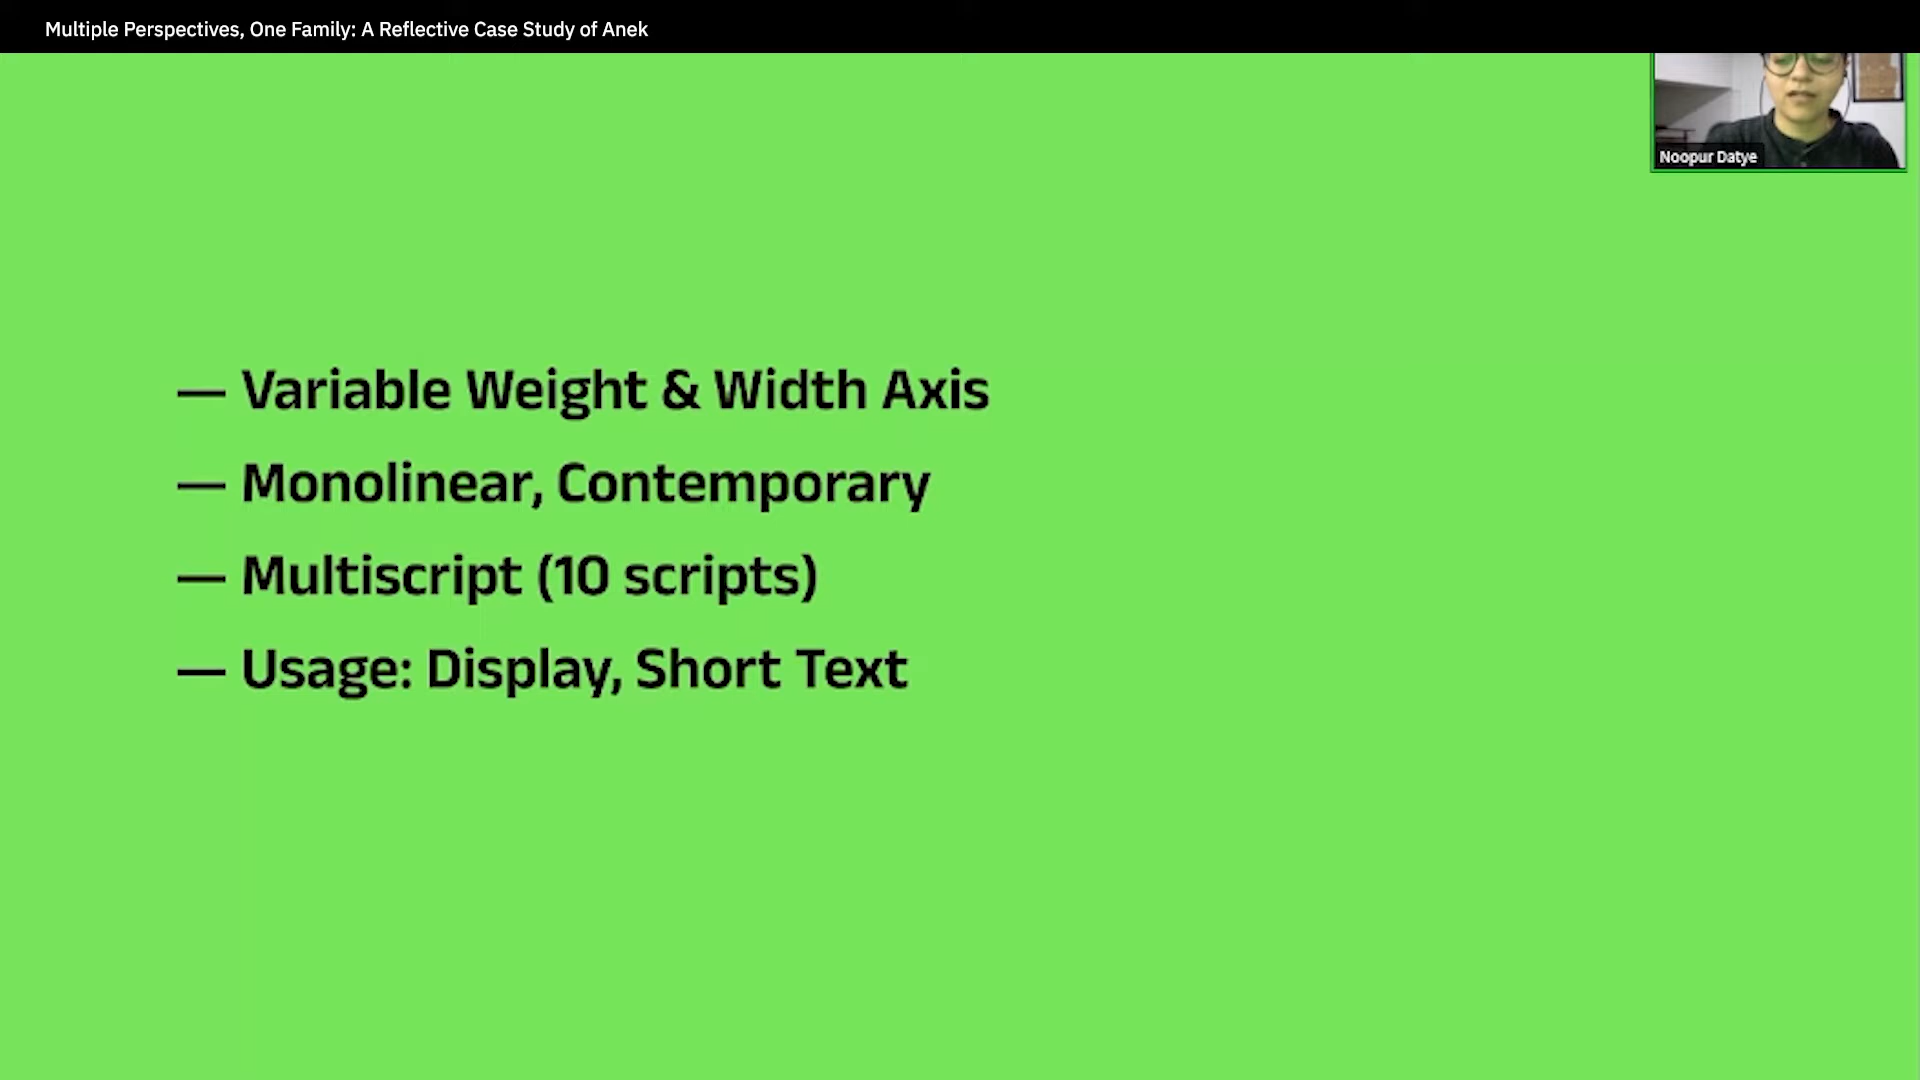 Multiple Perspectives, One Family: A Reflective Case Study of Anek
Noopur Datye
— Variable Weight & Width Axis
— Monolinear, Contemporary
— Multiscript (10 scripts)
— Usage: Display, Short Text